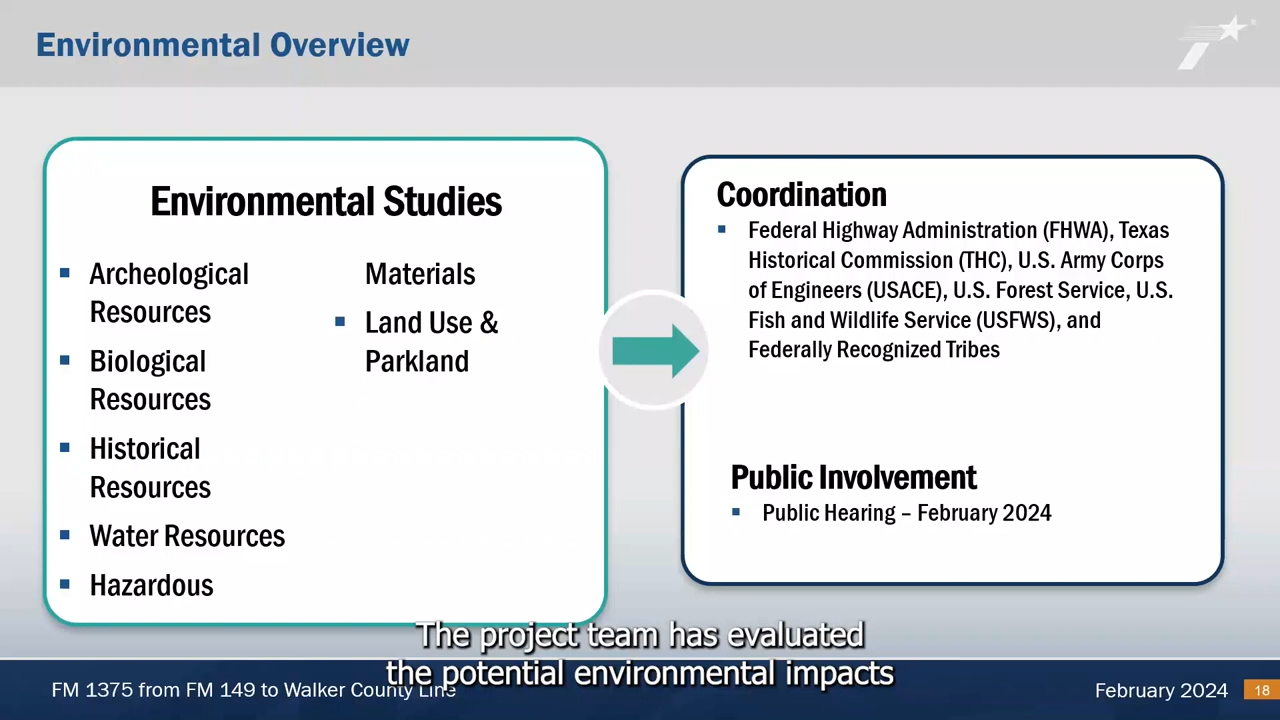 Environmental Overview
Environmental Studies
Archeological
Resources
Biological
Resources
Historical
Resources
Water Resources
Hazardous
Materials
Land Use &
Parkland
Coordination
Federal Highway Administration (FHWA), Texas
Historical Commission (THC), U.S. Army Corps
of Engineers (USACE), U.S. Forest Service, U.S.
Fish and Wildlife Service (USFWS), and
Federally Recognized Tribes
Public Involvement
Public Hearing – February 2024
The project team has evaluated
the potential environmental impacts
FM 1375 from FM 149 to Walker County Line
February 2024
18